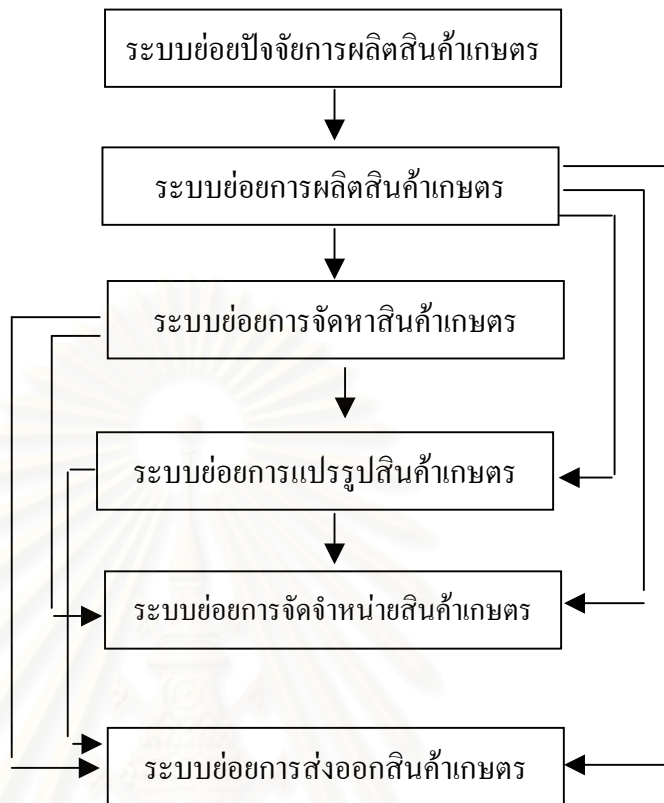 ระบบย่อยปัจจัยการผลิตสินค้าเกษตร
ระบบย่อยการผลิตสินค้าเกษตร
ระบบย่อยการจัดหาสินค้าเกษตร
ระบบย่อยการแปรรูปสินค้าเกษตร
ระบบย่อยการจัดจำหน่ายสินค้าเกษตร
ระบบย่อยการส่งออกสินค้าเกษตร